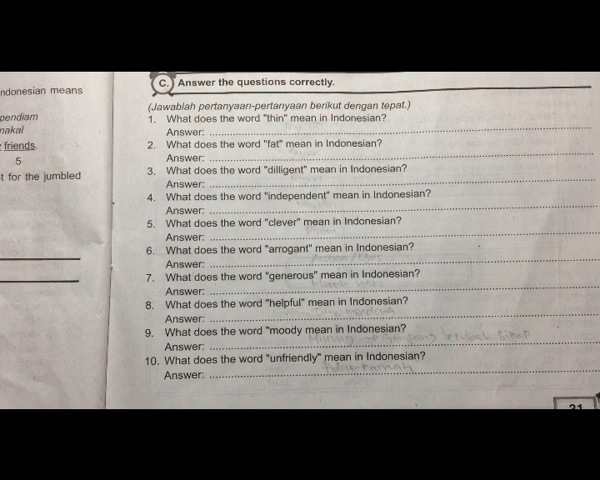 ndonesian means
pendiam
nakal
friends.
5
t for the jumbled
C. Answer the questions correctly.
(Jawablah pertanyaan-pertanyaan berikut dengan tepat.)
1. What does the word "thin" mean in Indonesian?
Answer:
2. What does the word "fat" mean in Indonesian?
Answer:
3. What does the word "dilligent" mean in Indonesian?
Answer:
4. What does the word "independent" mean in Indonesian?
Answer:
5. What does the word "clever" mean in Indonesian?
Answer:
6. What does the word "arrogant" mean in Indonesian?
Answer:
7. What does the word "generous" mean in Indonesian?
Answer:
8. What does the word "helpful" mean in Indonesian?
Answer:
9. What does the word "moody mean in Indonesian?
Answer:
10. What does the word "unfriendly" mean in Indonesian?
Answer:
21